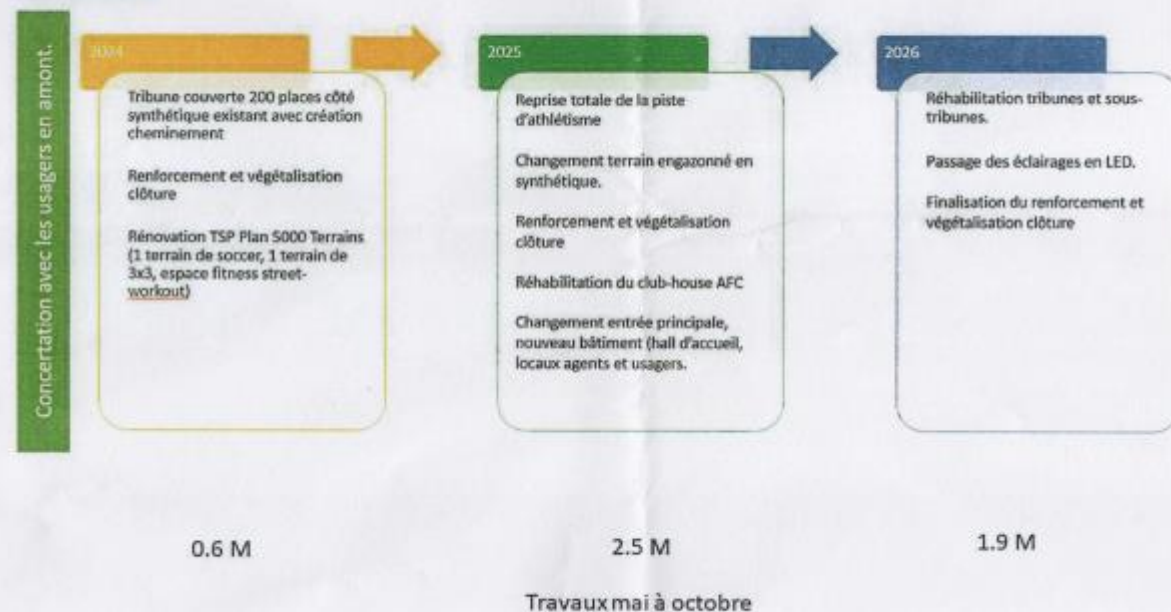 Concertation avec les usagers en amont.
2024
Tribune couverte 200 places côté
synthétique existant avec création
cheminement
Renforcement et végétalisation
clôture
Rénovation TSP Plan 5000 Terrains
(1 terrain de soccer, 1 terrain de
3x3, espace fitness street-
workout)
0.6 M
2025
Reprise totale de la piste
d'athlétisme
Changement terrain engazonné en
synthétique.
Renforcement et végétalisation
clôture
Réhabilitation du club-house AFC
Changement entrée principale,
nouveau bâtiment (hall d'accueil,
locaux agents et usagers.
2.5 M
2026
Réhabilitation tribunes et sous-
tribunes.
Passage des éclairages en LED.
Finalisation du renforcement et
végétalisation clôture
1.9 M
Travaux mai à octobre